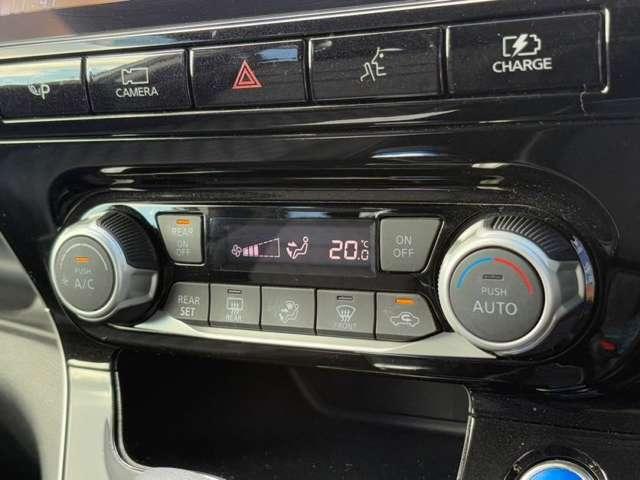 P
CAMERA
CHARGE
PUSH
A/C
REAR
ON
OFF
20.0
°C
ON
OFF
PUSH
AUTO
REAR
SET
REAR
FRONT